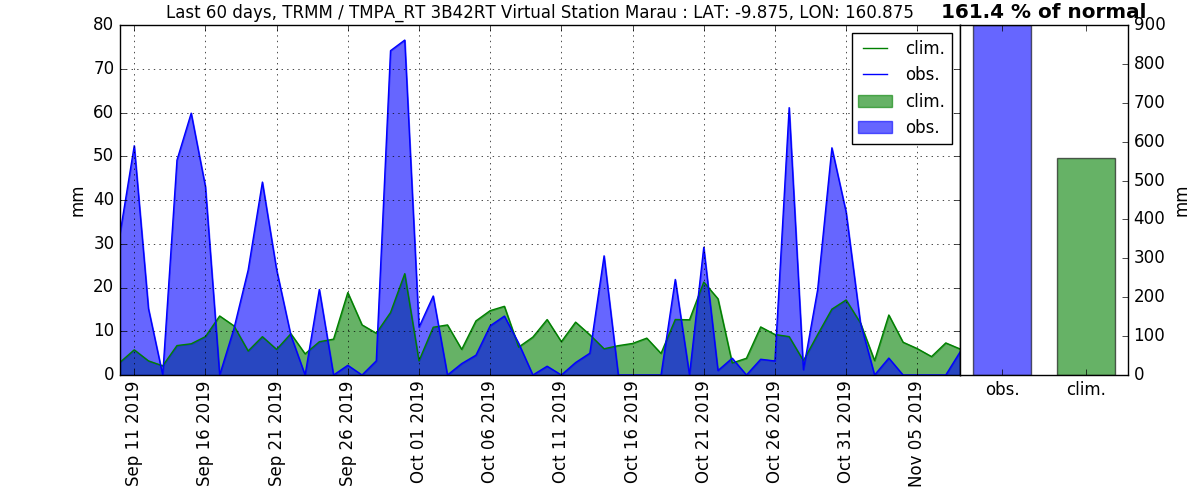 Last 60 days, TRMM / TMPA_RT 3B42RT Virtual Station Marau : LAT: -9.875, LON: 160.875
161.4 % of normal
80
70
60
50
40
30
20
10
0
mm
clim.
obs.
clim.
obs.
900
800
700
600
500
400
300
200
100
0
mm
Sep 11 2019
Sep 16 2019
Sep 21 2019
Sep 26 2019
Oct 01 2019
Oct 06 2019
Oct 11 2019
Oct 16 2019
Oct 21 2019
Oct 26 2019
Oct 31 2019
Nov 05 2019
obs.
clim.